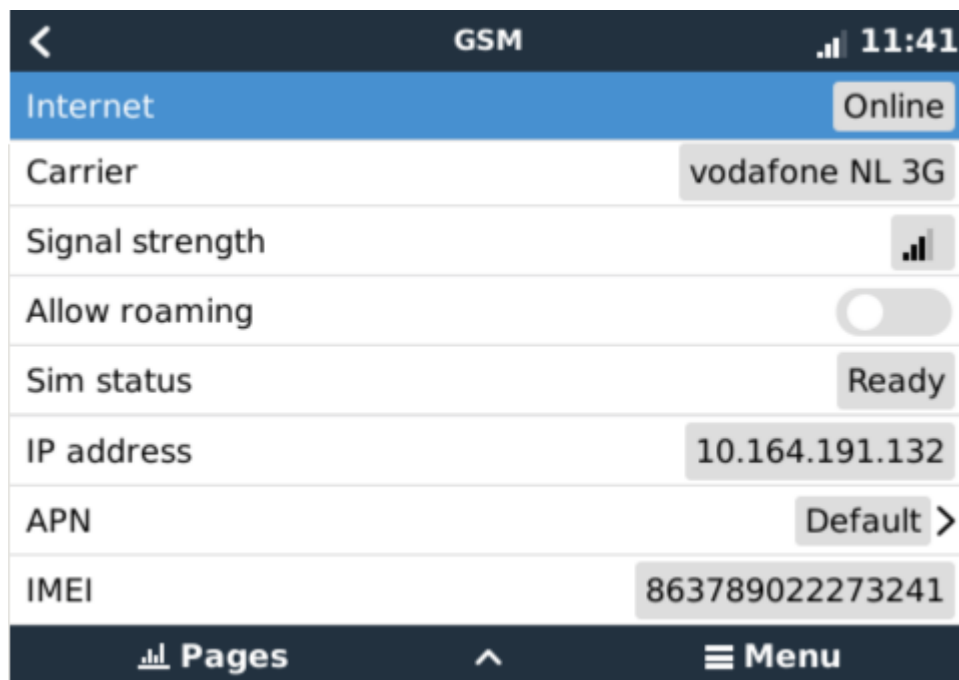 GSM 11:41
Internet Online
Carrier vodafone NL 3G
Signal strength
Allow roaming
Sim status Ready
IP address 10.164.191.132
APN Default
IMEI 863789022273241
Pages Menu